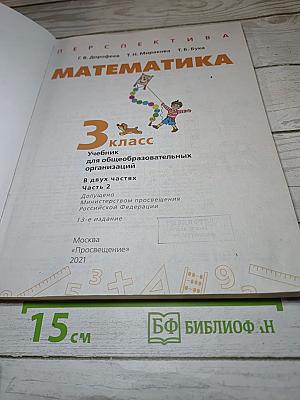 ПЕРСПЕКТИВА
Г. В. Дорофеев Т. Н. Миракова Т. Б. Бука
МАТЕМАТИКА
3 класс
Учебник
для общеобразовательных
организаций
В двух частях
Часть 2
Допущено
Министерством просвещения
Российской Федерации
13-е издание
Москва
«Просвещение»
2021
15 см
БФ БИБЛИОФАН